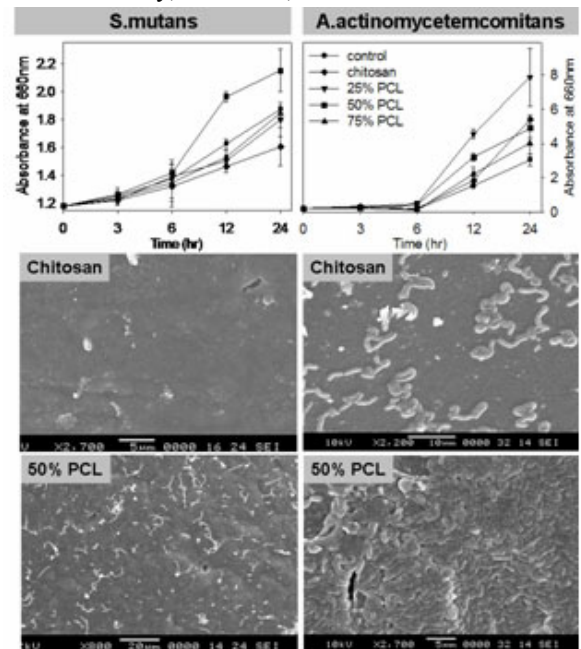 S.mutans
A.actinomycetemcomitans
2.2
2.0
1.8
1.6
1.4
1.2
Absorbance at 660nm
0 3 6 12 24
Time (hr)
control
chitosan
25% PCL
50% PCL
75% PCL
8
6
4
2
0
Absorbance at 660nm
0 3 6 12 24
Time (hr)
Chitosan
V X2,700 5µm 0000 16 24 SEI
Chitosan
10kV X2,200 10mm 0000 32 14 SEI
50% PCL
kV X800 20µm 0000 14 24 SEI
50% PCL
10kV X2,700 5mm 0000 14 SEI